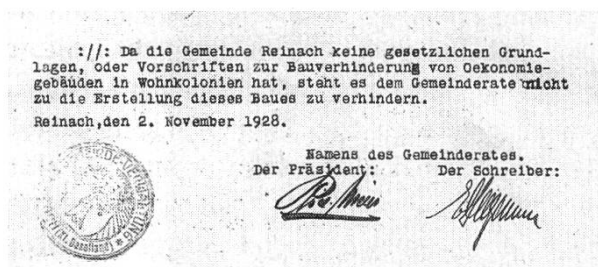 ://: Da die Gemeinde Reinach keine gesetzlichen Grund-
lagen, oder Vorschriften zur Bauverhinderung von Oekonomie-
gebäuden in Wohnkolonien hat, steht es dem Gemeinderate nicht
zu die Erstellung dieses Baues zu verhindern.
Reinach,den 2. November 1928.
Namens des Gemeinderates.
Der Präsident: Der Schreiber: